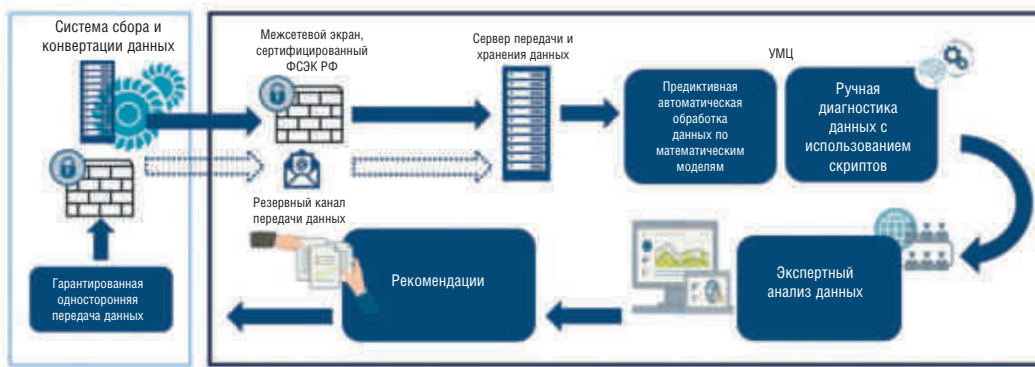 Система сбора и
конвертации данных
Межсетевой экран,
сертифицированный
ФСЭК РФ
Сервер передачи и
хранения данных
УМЦ
Предиктивная
автоматическая
обработка
данных по
математическим
моделям
Ручная
диагностика
данных с
использованием
скриптов
Резервный канал
передачи данных
Гарантированная
односторонняя
передача данных
Рекомендации
Экспертный
анализ данных